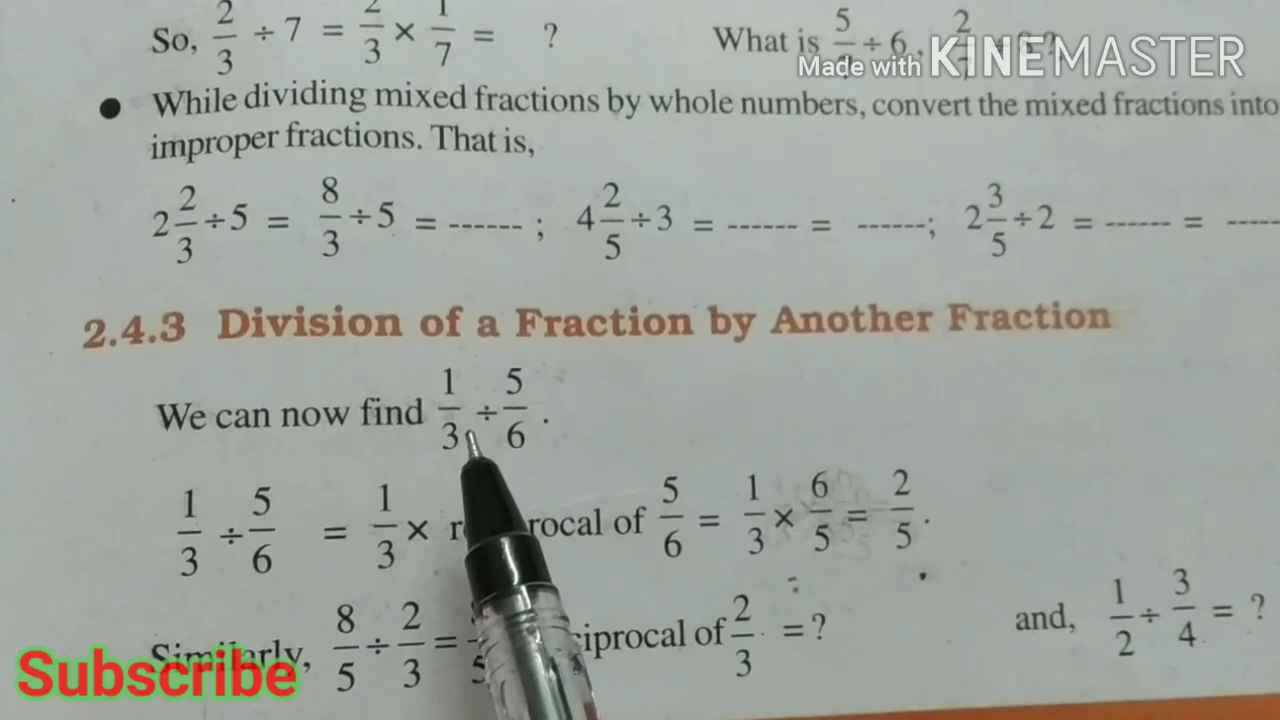 So, 2/3 ÷ 7 = 2/3 × 1/7 = ? What is 5/ ÷ 6, 2/7
Made with KINEMASTER
● While dividing mixed fractions by whole numbers, convert the mixed fractions into
improper fractions. That is,
2 2/3 ÷ 5 = 8/3 ÷ 5 = ------ ; 4 2/5 ÷ 3 = ------ = ------; 2 3/5 ÷ 2 = ------ = -----
2.4.3 Division of a Fraction by Another Fraction
We can now find 1/3 ÷ 5/6 .
1/3 ÷ 5/6 = 1/3 × rocal of 5/6 = 1/3 × 6/5 = 2/5 .
Similarly, 8/5 ÷ 2/3 = ciprocal of 2/3 = ? and, 1/2 ÷ 3/4 = ?
Subscribe